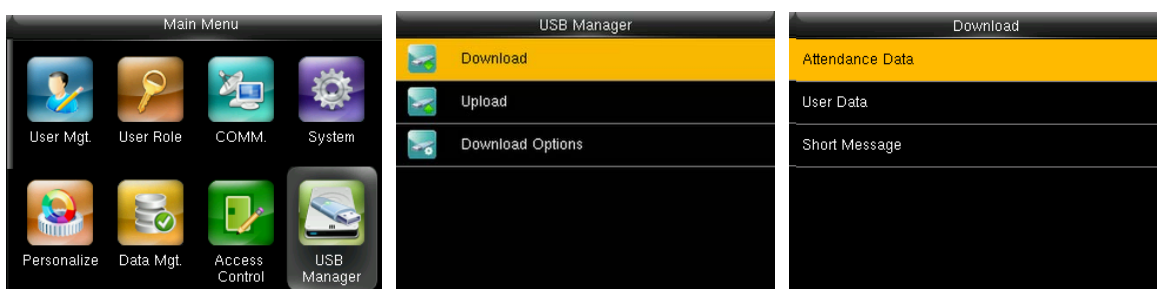 Main Menu
User Mgt.
User Role
COMM.
System
Personalize
Data Mgt.
Access
Control
USB
Manager
USB Manager
Download
Upload
Download Options
Download
Attendance Data
User Data
Short Message